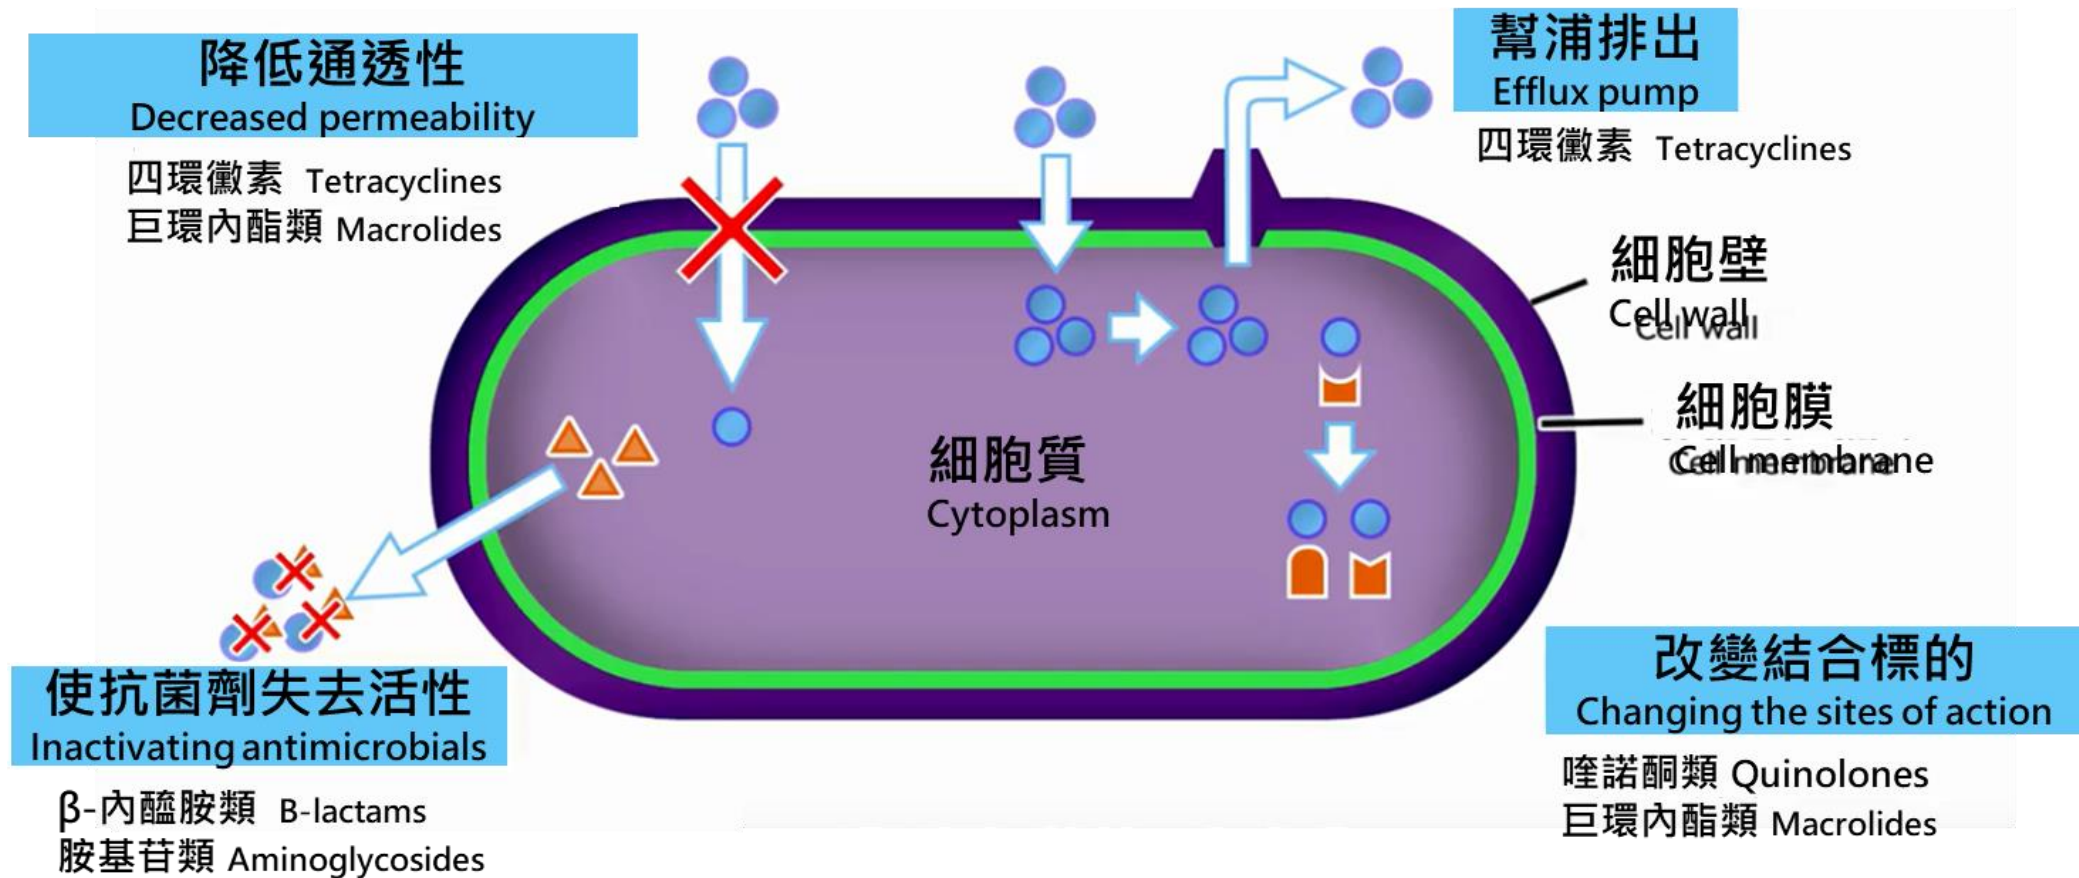 降低通透性
Decreased permeability
四環黴素 Tetracyclines
巨環內酯類 Macrolides
幫浦排出
Efflux pump
四環黴素 Tetracyclines
細胞壁
Cell wall
Cell wall
細胞膜
Cell membrane
Cell membrane
細胞質
Cytoplasm
使抗菌劑失去活性
Inactivating antimicrobials
β-內醯胺類 B-lactams
胺基苷類 Aminoglycosides
改變結合標的
Changing the sites of action
喹諾酮類 Quinolones
巨環內酯類 Macrolides